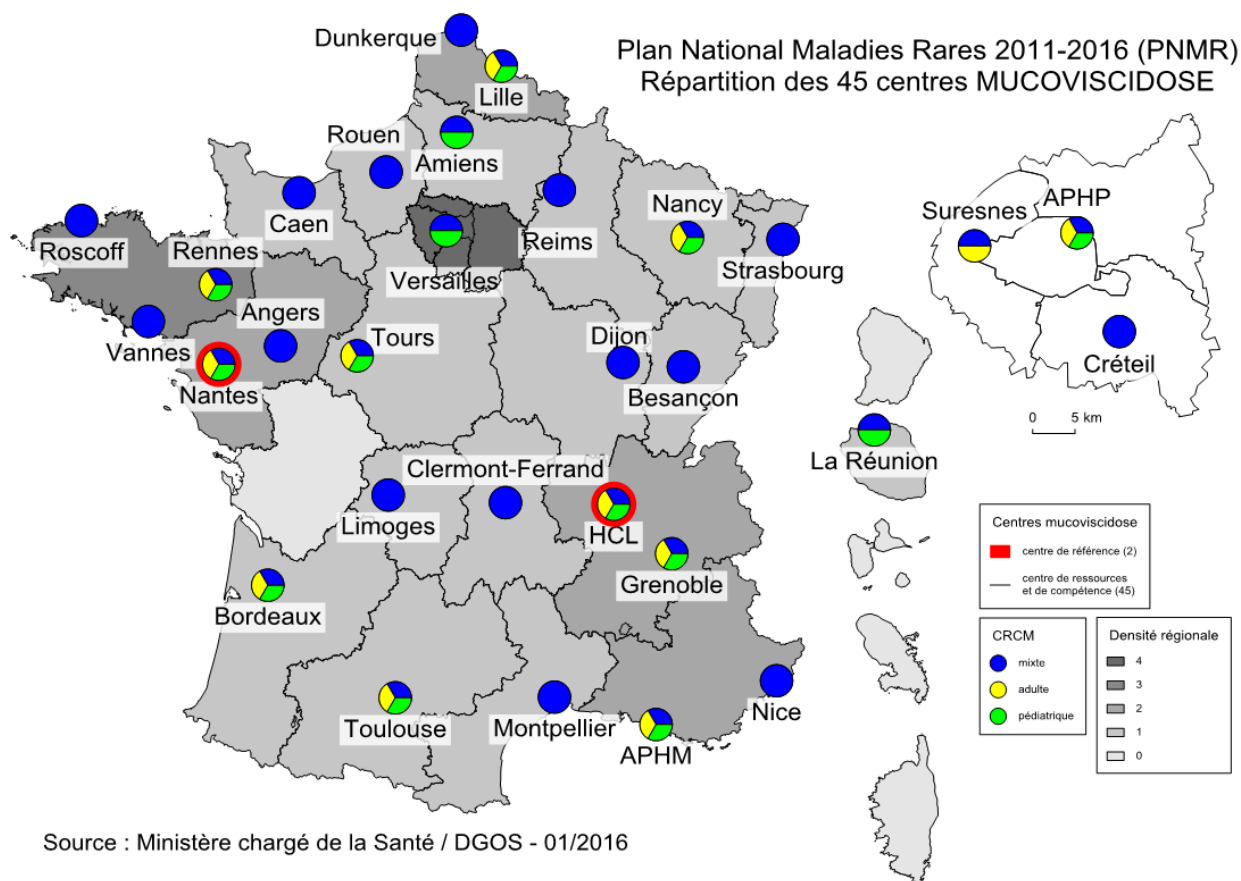 Plan National Maladies Rares 2011-2016 (PNMR)
Répartition des 45 centres MUCOVISCIDOSE
Dunkerque
Lille
Rouen
Amiens
Caen
Reims
Nancy
Strasbourg
Roscoff
Rennes
Versailles
Vannes
Angers
Tours
Dijon
Besançon
Nantes
Clermont-Ferrand
Limoges
HCL
Grenoble
Bordeaux
Toulouse
Montpellier
APHM
Nice
Suresnes
APHP
Créteil
0 5 km
La Réunion
Centres mucoviscidose
centre de référence (2)
centre de ressources
et de compétence (45)
CRCM
mixte
adulte
pédiatrique
Densité régionale
4
3
2
1
0
Source : Ministère chargé de la Santé / DGOS - 01/2016